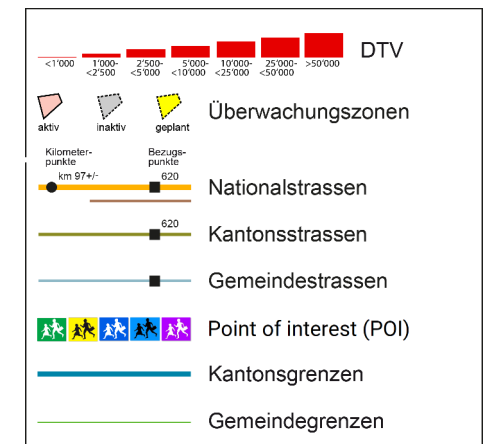 DTV
<1'000 1'000- 2'500- 5'000- 10'000- 25'000- >50'000
<2'500 <5'000 <10'000 <25'000 <50'000
Überwachungszonen
aktiv inaktiv geplant
Kilometer- Bezugs-
punkte punkte
km 97+/- 620
Nationalstrassen
620
Kantonsstrassen
Gemeindestrassen
Point of interest (POI)
Kantonsgrenzen
Gemeindegrenzen